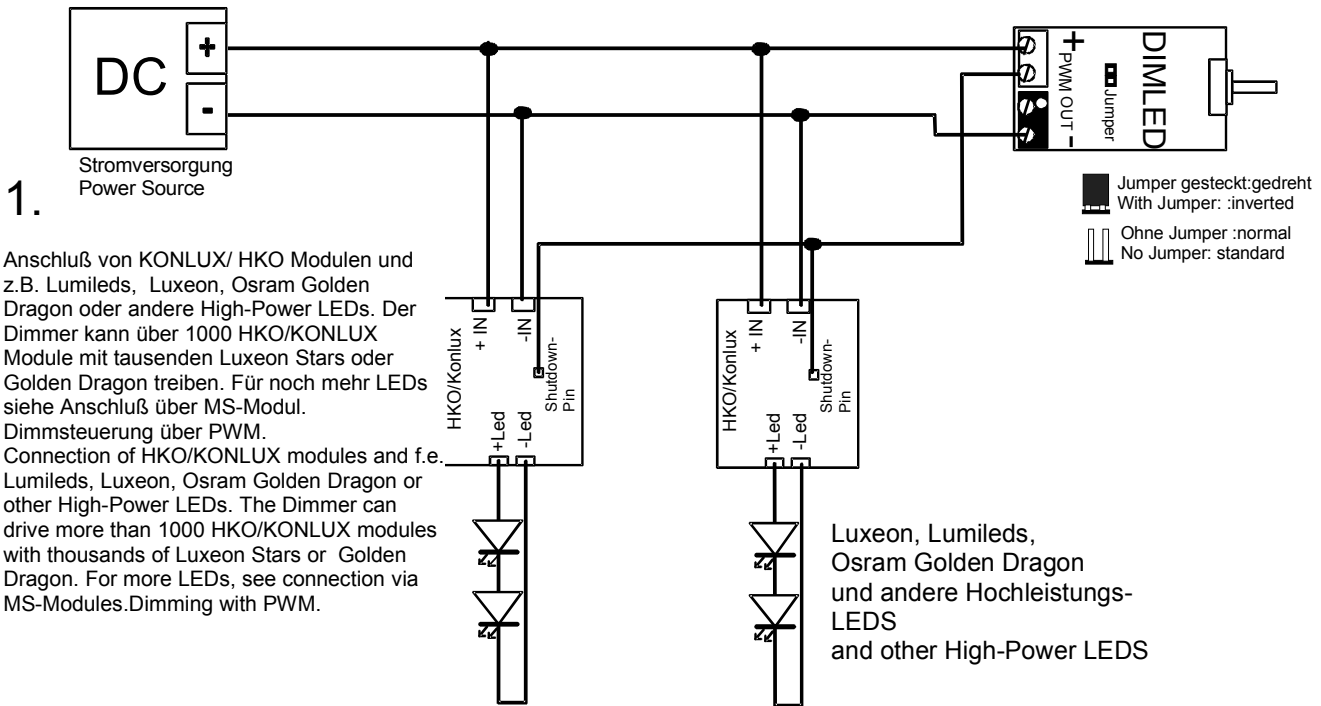 DC
+
-
Stromversorgung
Power Source
1.
Anschluß von KONLUX/ HKO Modulen und
z.B. Lumileds,  Luxeon, Osram Golden
Dragon oder andere High-Power LEDs. Der
Dimmer kann über 1000 HKO/KONLUX
Module mit tausenden Luxeon Stars oder
Golden Dragon treiben. Für noch mehr LEDs
siehe Anschluß über MS-Modul.
Dimmsteuerung über PWM.
Connection of HKO/KONLUX modules and f.e.
Lumileds, Luxeon, Osram Golden Dragon or
other High-Power LEDs. The Dimmer can
drive more than 1000 HKO/KONLUX modules
with thousands of Luxeon Stars or  Golden
Dragon. For more LEDs, see connection via
MS-Modules.Dimming with PWM.
+
PWM OUT
-
Jumper
DIMLED
Jumper gesteckt:gedreht
With Jumper: :inverted
Ohne Jumper :normal
No Jumper: standard
HKO/Konlux
+ IN
-IN
Shutdown-
Pin
+Led
-Led
HKO/Konlux
+ IN
-IN
Shutdown-
Pin
+Led
-Led
Luxeon, Lumileds,
Osram Golden Dragon
und andere Hochleistungs-
LEDS
and other High-Power LEDS